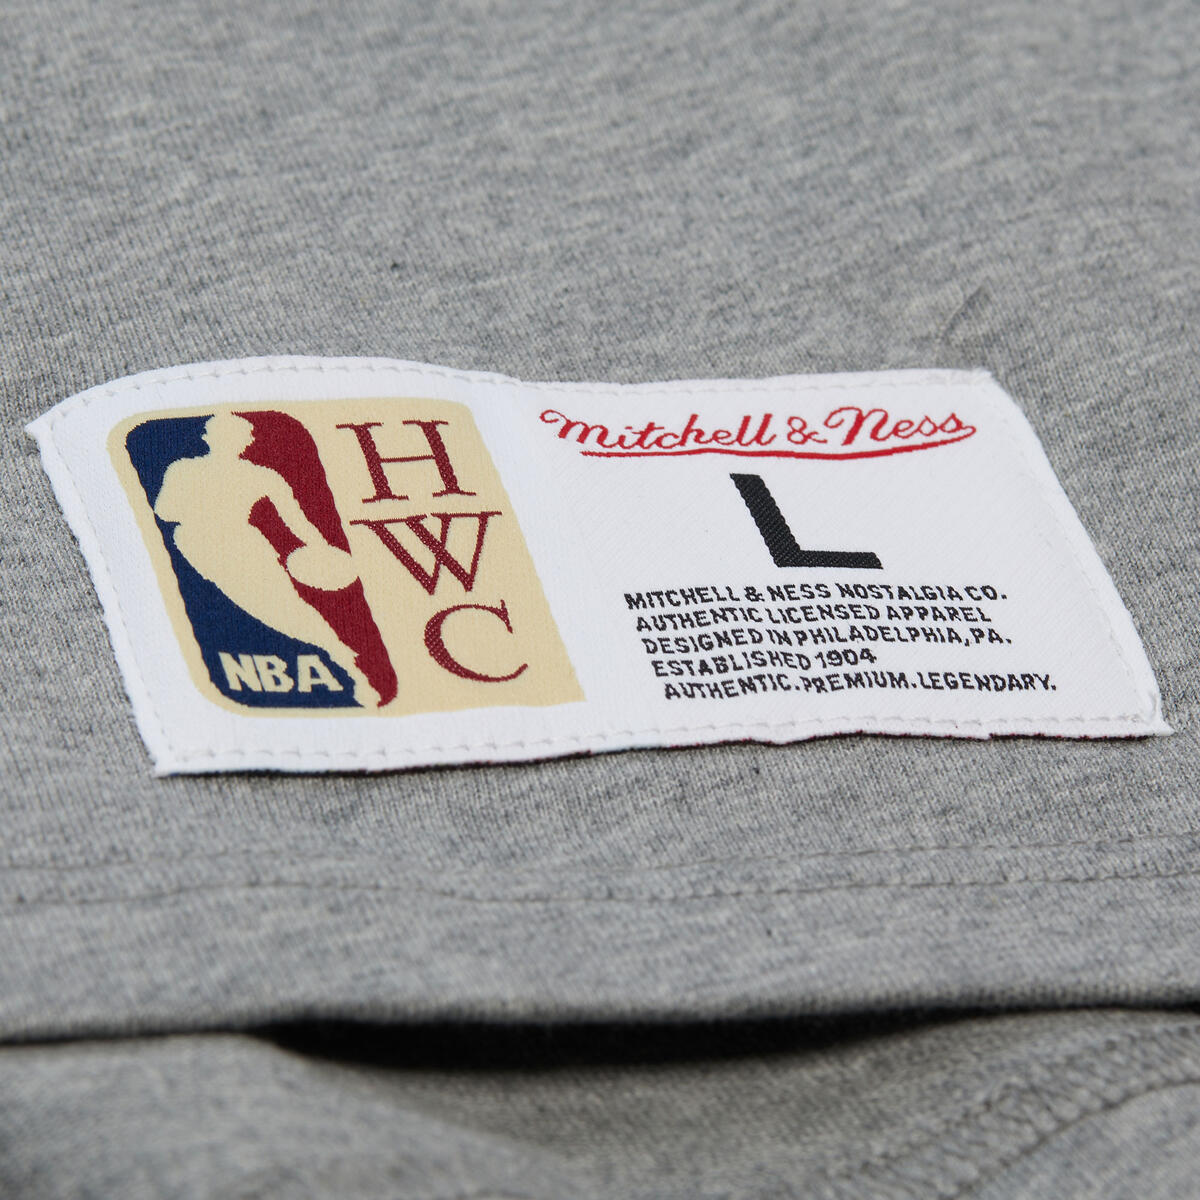 NBA
H
W
C
Mitchell & Ness
L
MITCHELL & NESS NOSTALGIA CO.
AUTHENTIC LICENSED APPAREL
DESIGNED IN PHILADELPHIA, PA.
ESTABLISHED 1904
AUTHENTIC. PREMIUM. LEGENDARY.